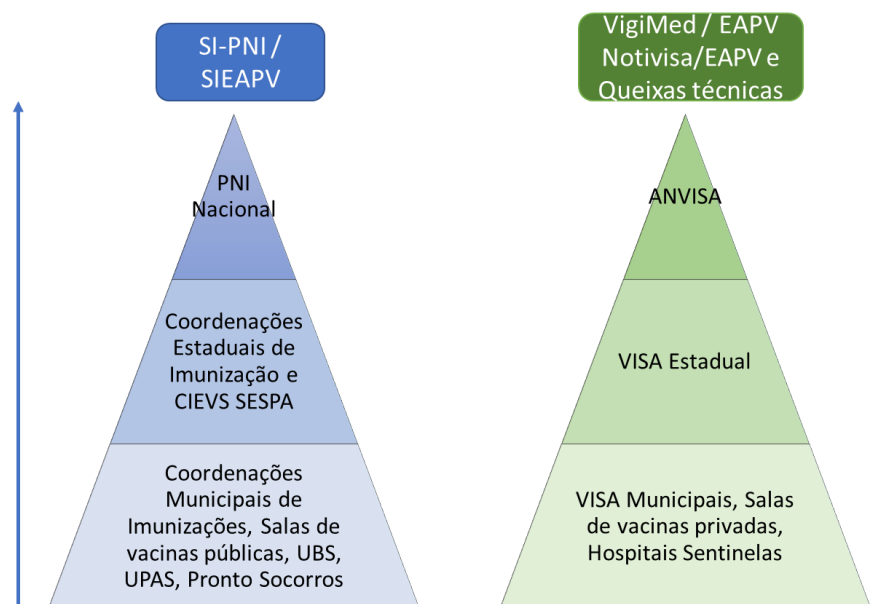 SI-PNI /
SIEAPV
PNI
Nacional
Coordenações
Estaduais de
Imunização e
CIEVS SESPA
Coordenações
Municipais de
Imunizações, Salas de
vacinas públicas, UBS,
UPAS, Pronto Socorros
VigiMed / EAPV
Notivisa/EAPV e
Queixas técnicas
ANVISA
VISA Estadual
VISA Municipais, Salas
de vacinas privadas,
Hospitais Sentinelas